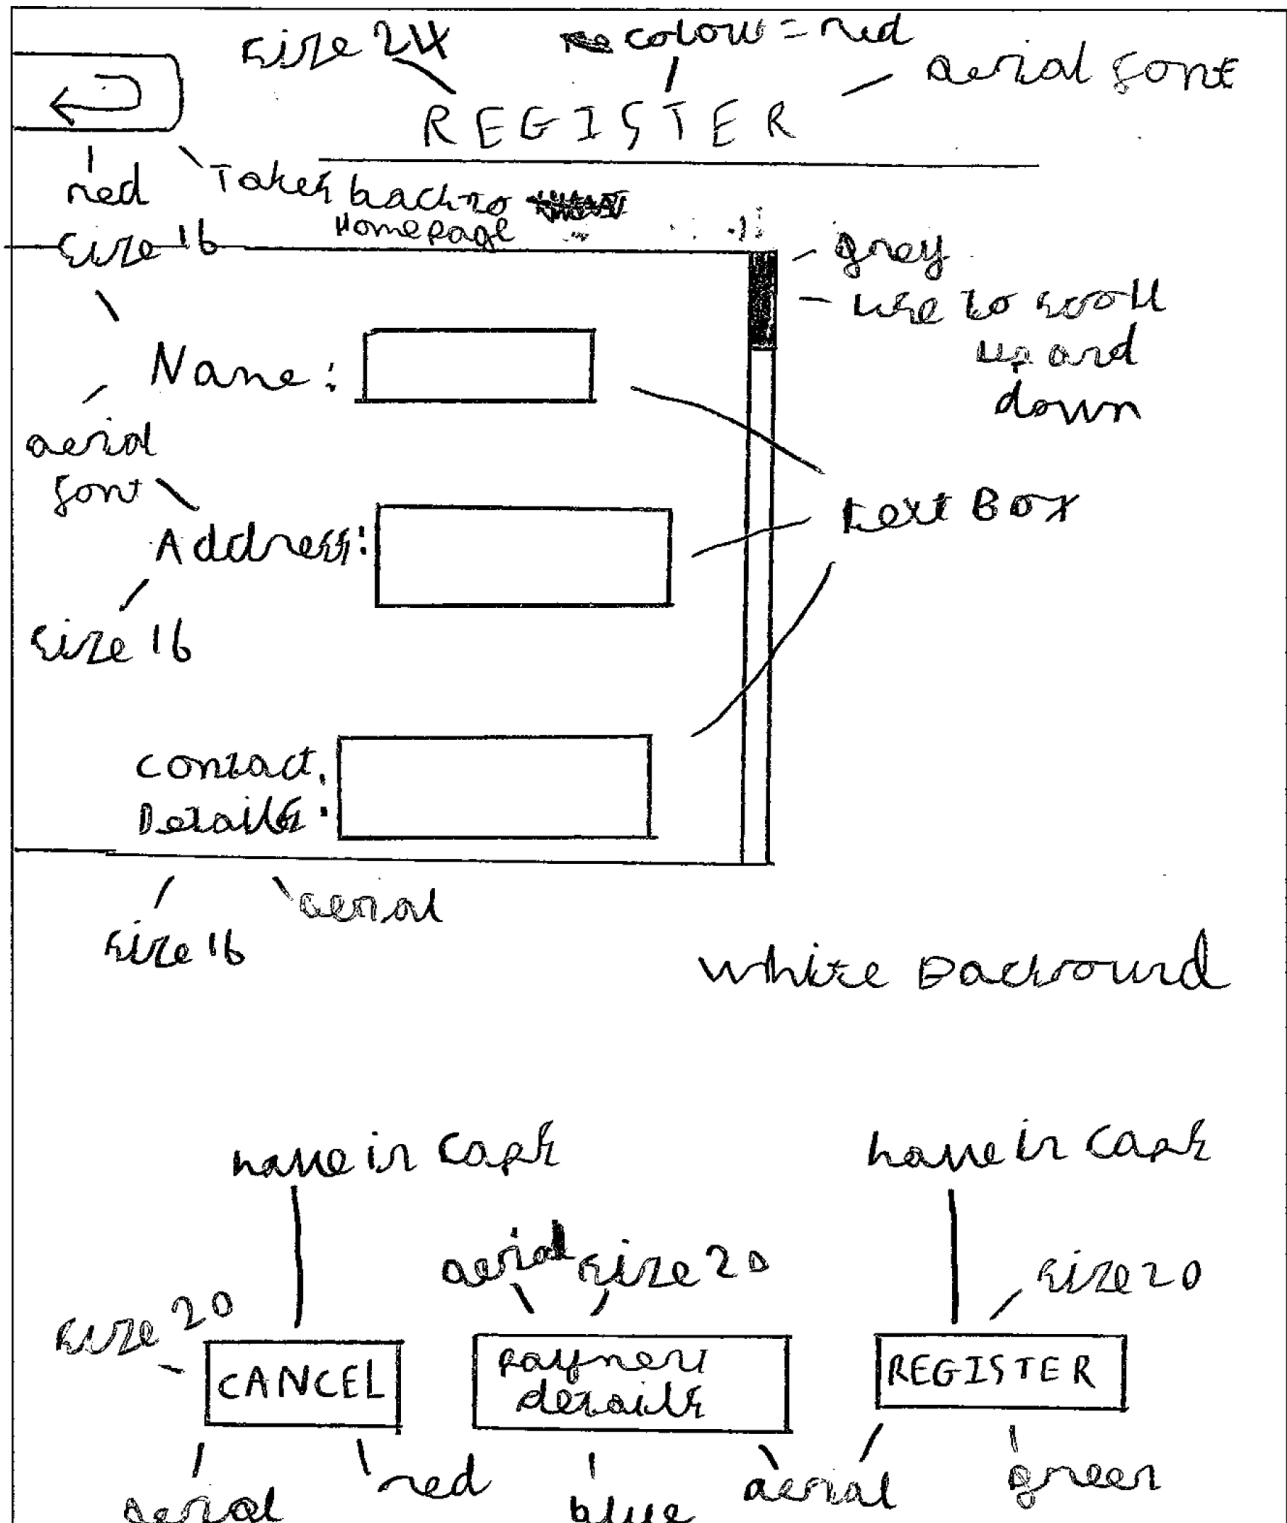 size 24
colour = red
aerial font
REGISTER
red
Takes back to
Homepage
size 16
grey
use to scroll
up and
down
Name:
aerial
font
text Box
Address:
size 16
contact
Details:
size 16
aerial
white Backround
name in Caps
name in Caps
aerial
size 20
size 20
size 20
CANCEL
payment
details
REGISTER
aerial
red
blue
aerial
green